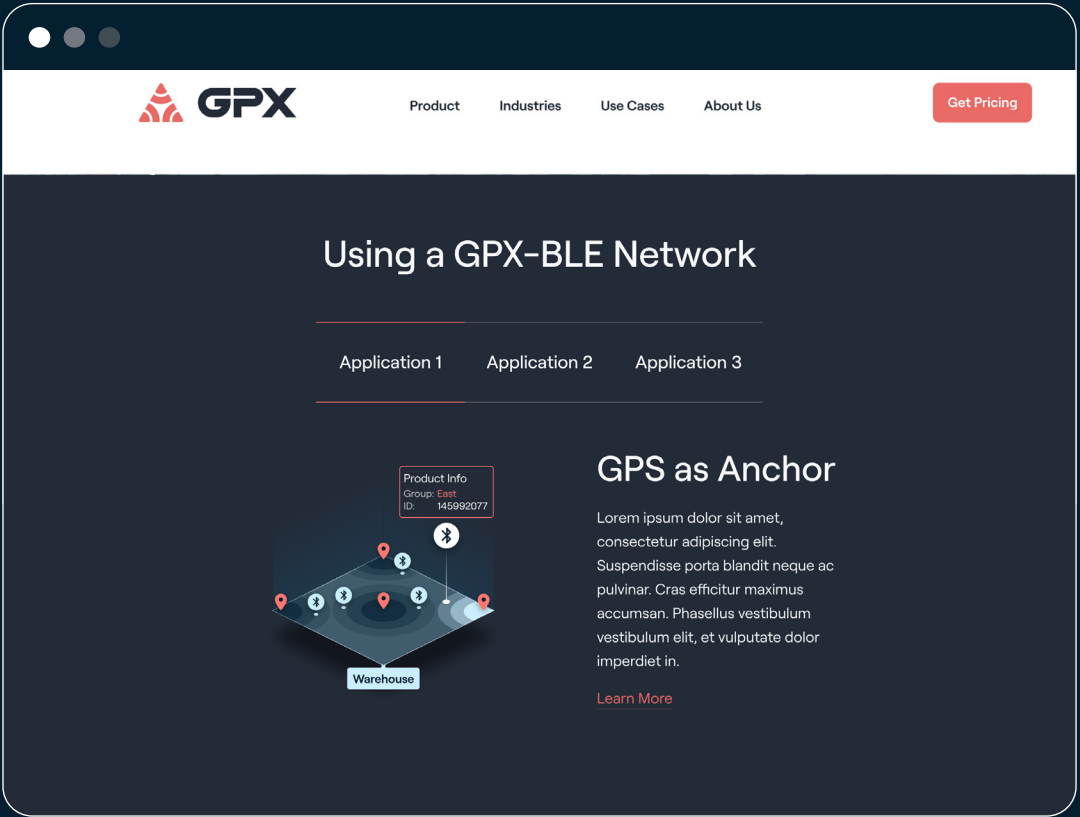 GPX
Product
Industries
Use Cases
About Us
Get Pricing
Using a GPX-BLE Network
Application 1
Application 2
Application 3
Product Info
Group: East
ID: 145992077
Warehouse
GPS as Anchor
Lorem ipsum dolor sit amet,
consectetur adipiscing elit.
Suspendisse porta blandit neque ac
pulvinar. Cras efficitur maximus
accumsan. Phasellus vestibulum
vestibulum elit, et vulputate dolor
imperdiet in.
Learn More